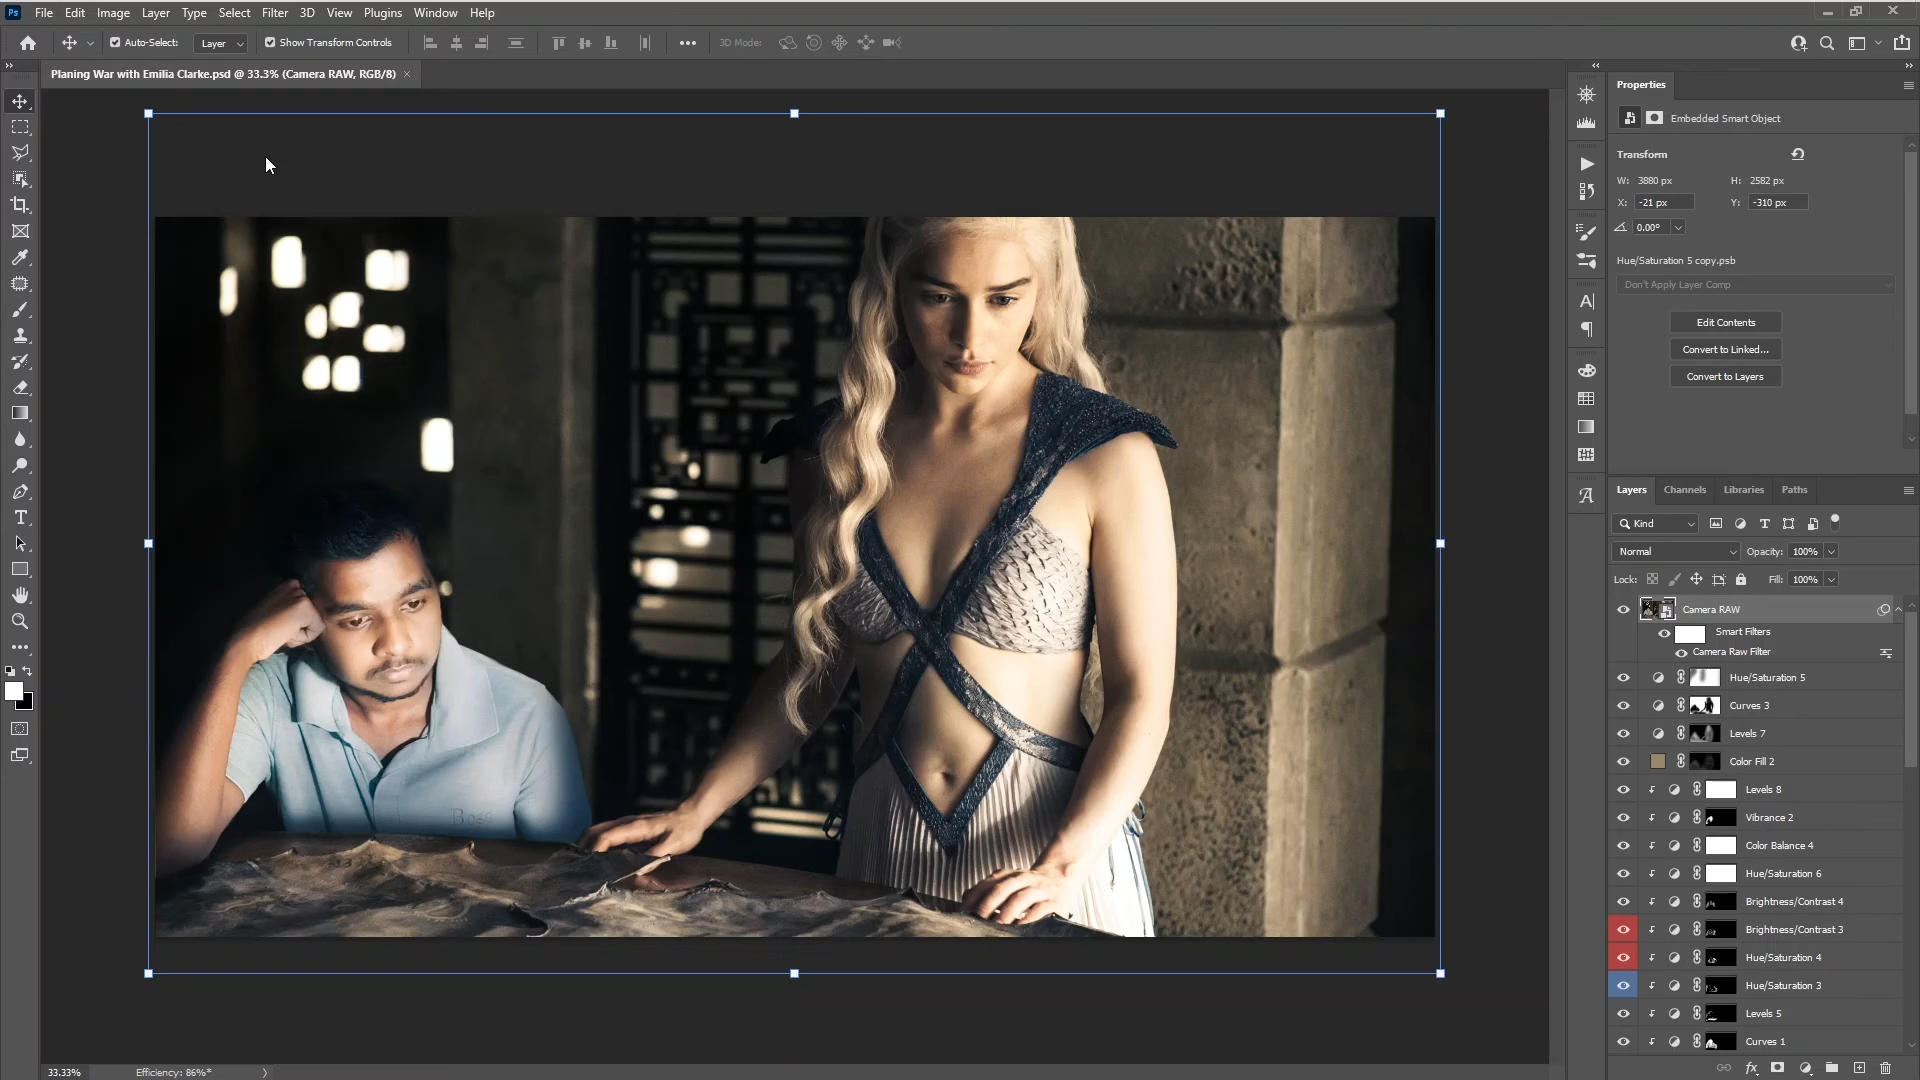 Ps File Edit Image Layer Type Select Filter 3D View Plugins Window Help
Auto-Select: Layer Show Transform Controls 3D Mode:
Planing War with Emilia Clarke.psd @ 33.3% (Camera RAW, RGB/8) ×
Properties
Embedded Smart Object
Transform
W: 3880 px H: 2582 px
X: -21 px Y: -310 px
0.00°
Hue/Saturation 5 copy.psb
Don't Apply Layer Comp
Edit Contents
Convert to Linked...
Convert to Layers
Layers Channels Libraries Paths
Kind
Normal Opacity: 100%
Lock: Fill: 100%
Camera RAW
Smart Filters
Camera Raw Filter
Hue/Saturation 5
Curves 3
Levels 7
Color Fill 2
Levels 8
Vibrance 2
Color Balance 4
Hue/Saturation 6
Brightness/Contrast 4
Brightness/Contrast 3
Hue/Saturation 4
Hue/Saturation 3
Levels 5
Curves 1
Boss
33.33% Efficiency: 86%*